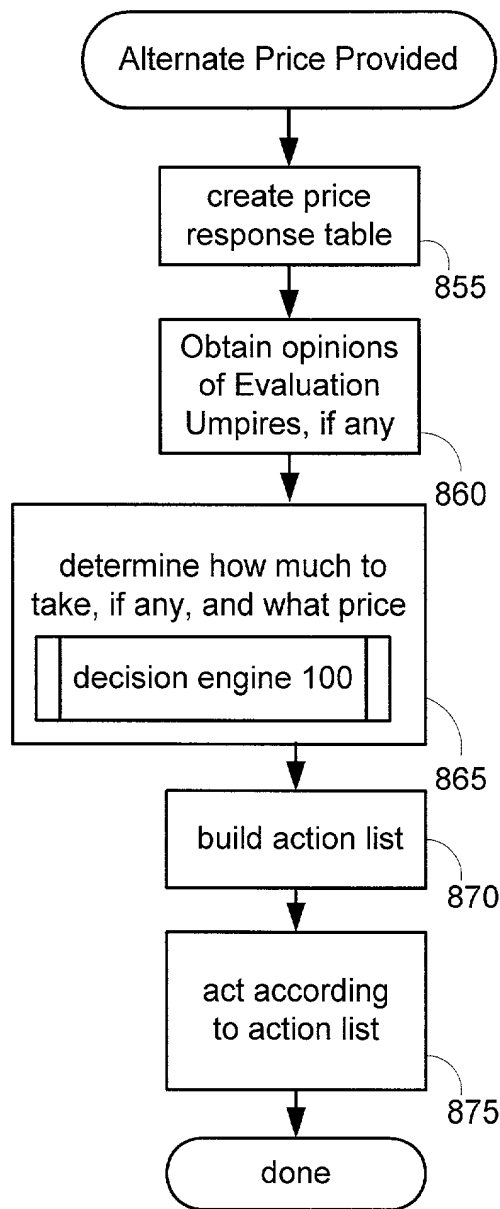 Alternate Price Provided
create price
response table
855
Obtain opinions
of Evaluation
Umpires, if any
860
determine how much to
take, if any, and what price
decision engine 100
865
build action list
870
act according
to action list
875
done